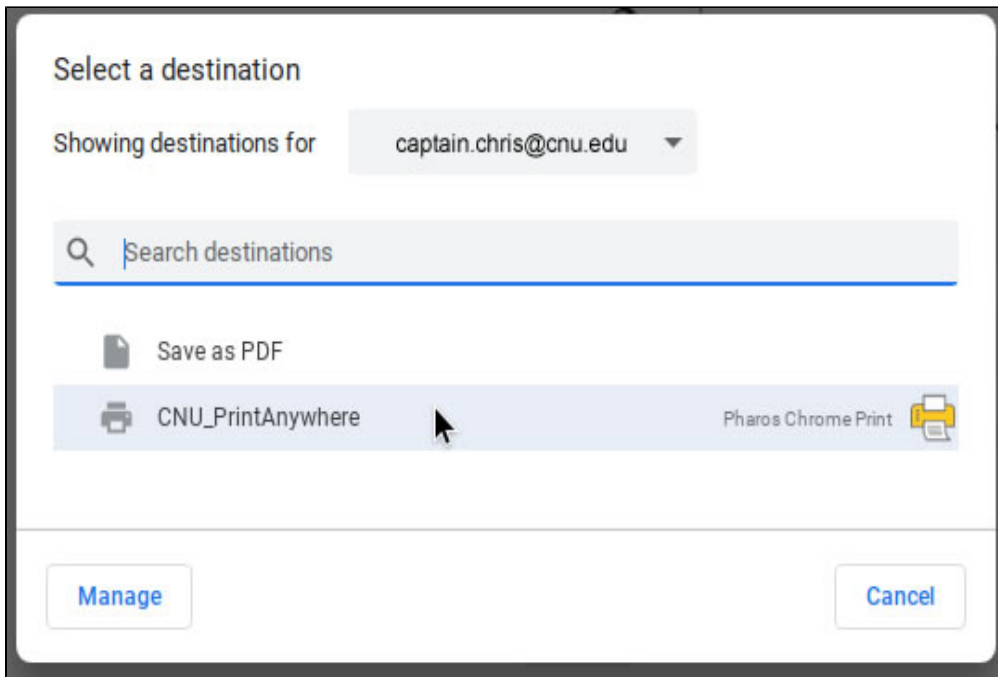 Select a destination
Showing destinations for captain.chris@cnu.edu
Search destinations
Save as PDF
CNU_PrintAnywhere Pharos Chrome Print
Manage Cancel